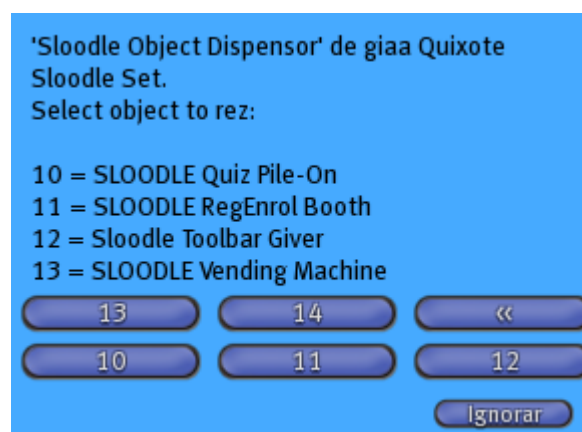 'Sloodle Object Dispensor' de giaa Quixote
Sloodle Set.
Select object to rez:
10 = SLOODLE Quiz Pile-On
11 = SLOODLE RegEnrol Booth
12 = Sloodle Toolbar Giver
13 = SLOODLE Vending Machine
13 14 «
10 11 12
Ignorar